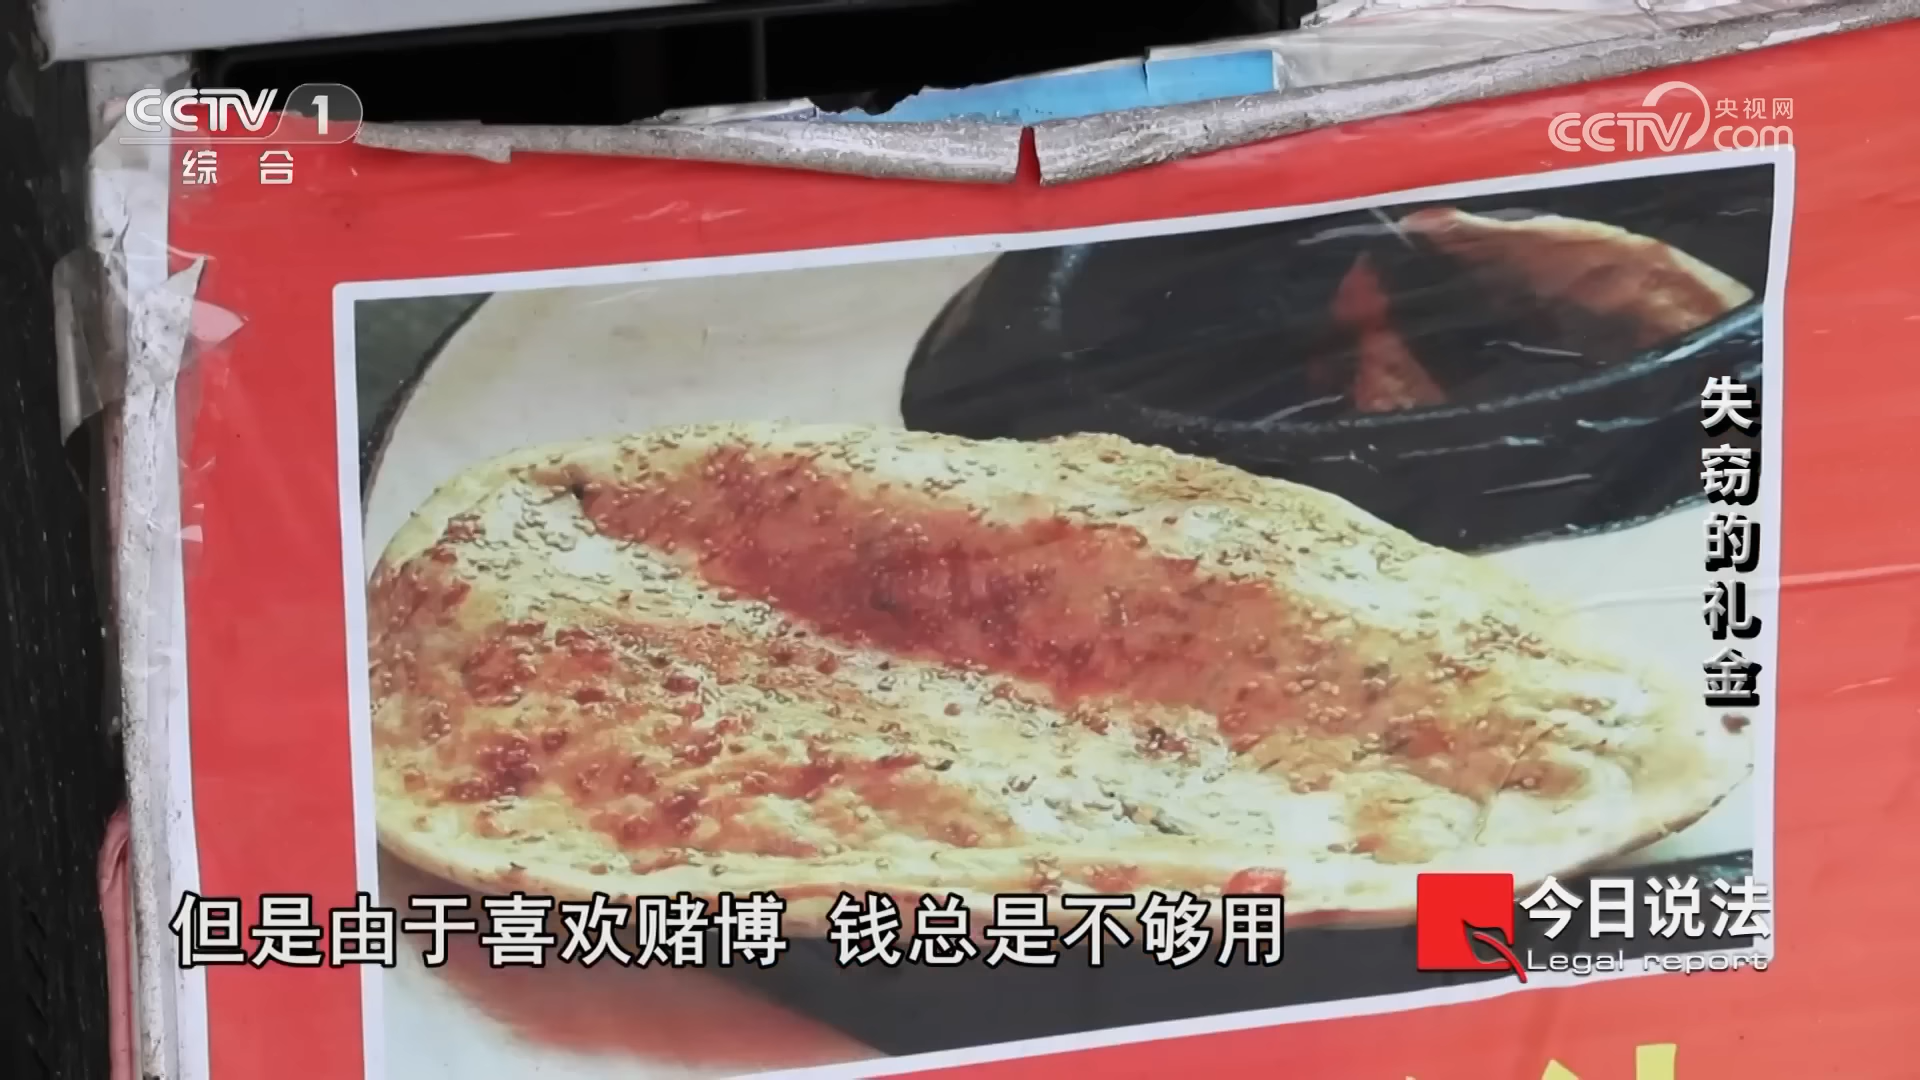 CCTV 1
综合
央视网
CCTV.com
失窃的礼金
但是由于喜欢赌博 钱总是不够用
今日说法
Legal report